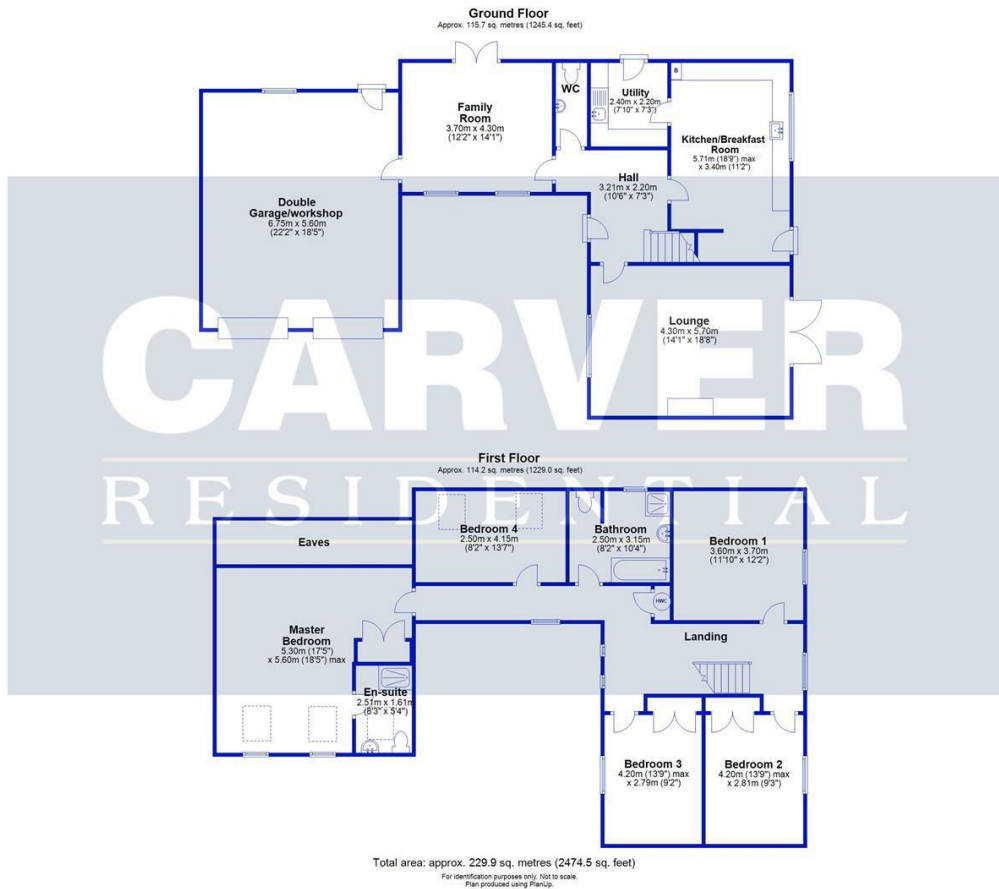 Ground Floor
Approx. 115.7 sq. metres (1245.4 sq. feet)
Family
Room
3.70m x 4.30m
(12'2" x 14'1")
WC
Utility
2.40m x 2.20m
(7'10" x 7'3")
B
Kitchen/Breakfast
Room
5.71m (18'9") max
x 3.40m (11'2")
Hall
3.21m x 2.20m
(10'6" x 7'3")
Double
Garage/workshop
6.75m x 5.60m
(22'2" x 18'5")
Lounge
4.30m x 5.70m
(14'1" x 18'8")
CARVER
RESIDENTIAL
First Floor
Approx. 114.2 sq. metres (1229.0 sq. feet)
Eaves
Bedroom 4
2.50m x 4.15m
(8'2" x 13'7")
Bathroom
2.50m x 3.15m
(8'2" x 10'4")
Bedroom 1
3.60m x 3.70m
(11'10" x 12'2")
HWC
Master
Bedroom
5.30m (17'5")
x 5.60m (18'5") max
Landing
En-suite
2.51m x 1.61m
(8'3" x 5'4")
Bedroom 3
4.20m (13'9") max
x 2.79m (9'2")
Bedroom 2
4.20m (13'9") max
x 2.81m (9'3")
Total area: approx. 229.9 sq. metres (2474.5 sq. feet)
For identification purposes only. Not to scale.
Plan produced using PlanUp.